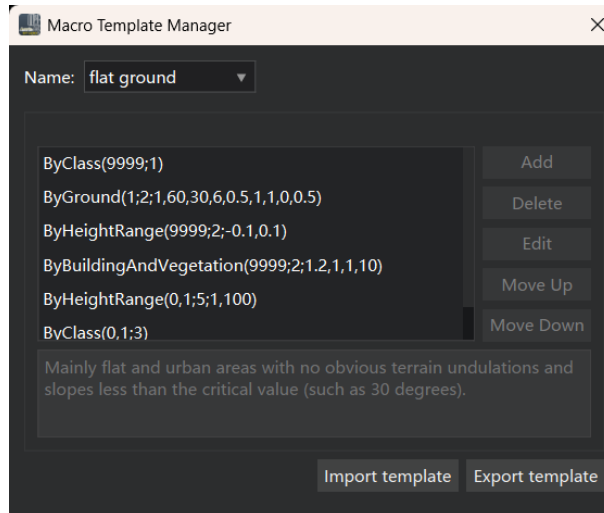 Macro Template Manager
Name: flat ground
ByClass(9999;1)
Add
ByGround(1;2;1,60,30,6,0.5,1,1,0,0.5)
Delete
ByHeightRange(9999;2;-0.1,0.1)
Edit
ByBuildingAndVegetation(9999;2;1.2,1,1,10)
Move Up
ByHeightRange(0,1;5;1,100)
Move Down
ByClass(0,1;3)
Mainly flat and urban areas with no obvious terrain undulations and
slopes less than the critical value (such as 30 degrees).
Import template
Export template